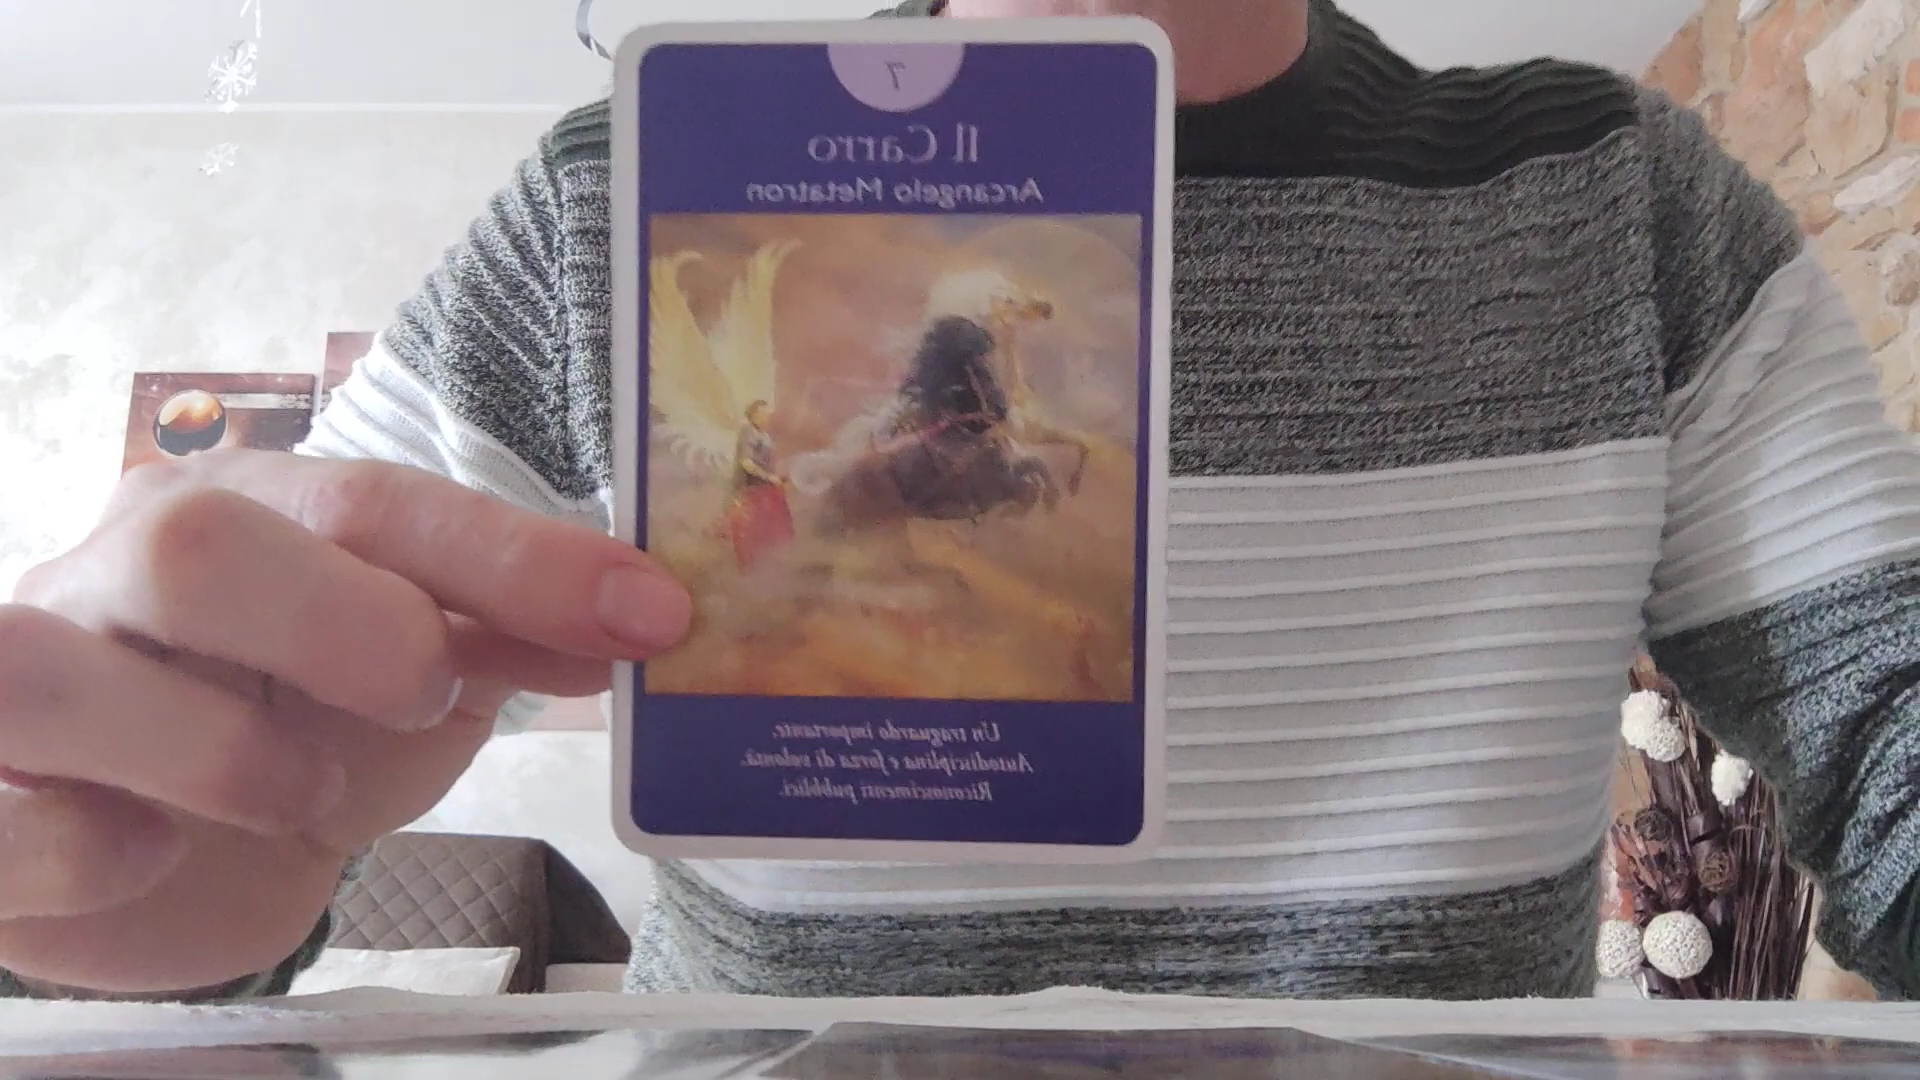 7
Il Carro
Arcangelo Metatron
Un traguardo importante.
Autodisciplina e forza di volontà.
Riconoscimenti pubblici.